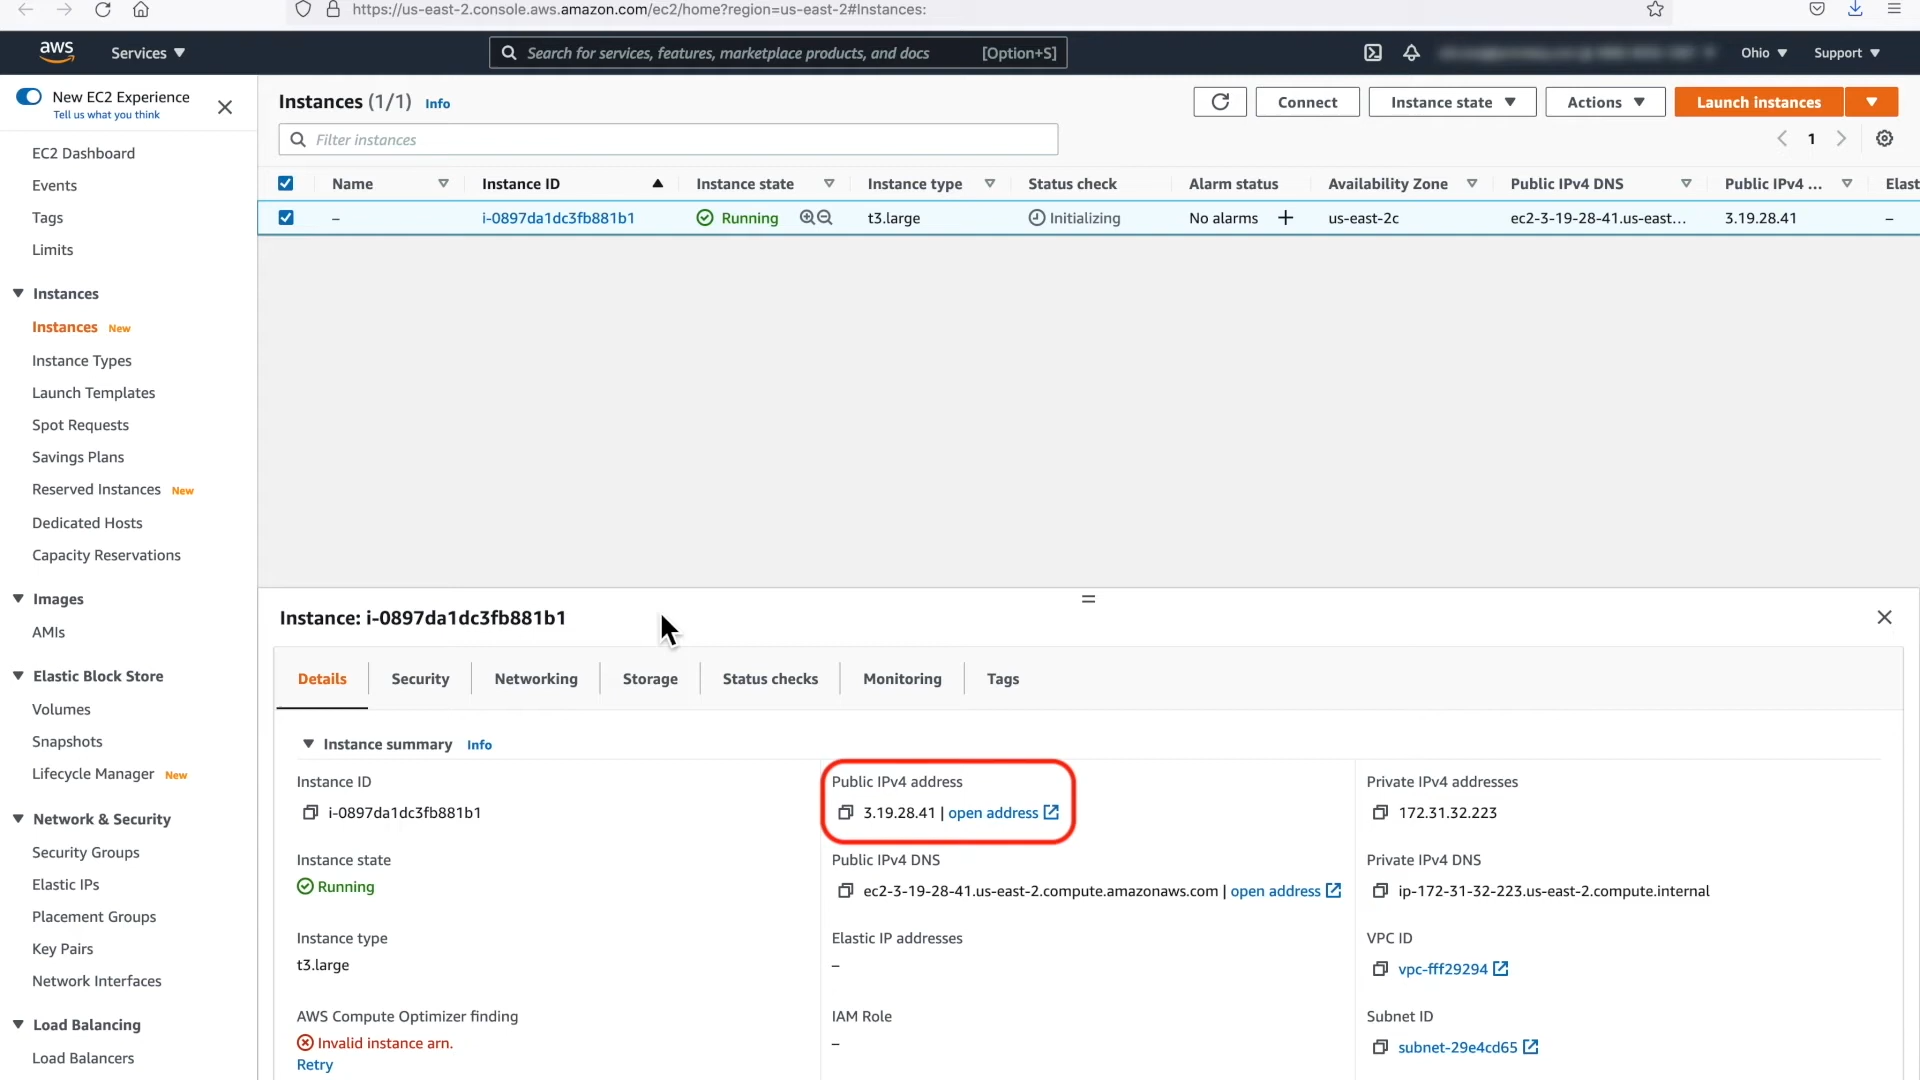 https://us-east-2.console.aws.amazon.com/ec2/home?region=us-east-2#Instances:
aws
Services
Search for services, features, marketplace products, and docs
[Option+S]
Ohio
Support
New EC2 Experience
Tell us what you think
EC2 Dashboard
Events
Tags
Limits
Instances
Instances New
Instance Types
Launch Templates
Spot Requests
Savings Plans
Reserved Instances New
Dedicated Hosts
Capacity Reservations
Images
AMIs
Elastic Block Store
Volumes
Snapshots
Lifecycle Manager New
Network & Security
Security Groups
Elastic IPs
Placement Groups
Key Pairs
Network Interfaces
Load Balancing
Load Balancers
Instances (1/1) Info
Connect
Instance state
Actions
Launch instances
Filter instances
1
Name
Instance ID
Instance state
Instance type
Status check
Alarm status
Availability Zone
Public IPv4 DNS
Public IPv4 ...
Elast
–
i-0897da1dc3fb881b1
Running
t3.large
Initializing
No alarms
us-east-2c
ec2-3-19-28-41.us-east...
3.19.28.41
–
Instance: i-0897da1dc3fb881b1
Details
Security
Networking
Storage
Status checks
Monitoring
Tags
Instance summary Info
Instance ID
i-0897da1dc3fb881b1
Public IPv4 address
3.19.28.41 | open address
Private IPv4 addresses
172.31.32.223
Instance state
Running
Public IPv4 DNS
ec2-3-19-28-41.us-east-2.compute.amazonaws.com | open address
Private IPv4 DNS
ip-172-31-32-223.us-east-2.compute.internal
Instance type
t3.large
Elastic IP addresses
–
VPC ID
vpc-fff29294
AWS Compute Optimizer finding
Invalid instance arn.
Retry
IAM Role
–
Subnet ID
subnet-29e4cd65